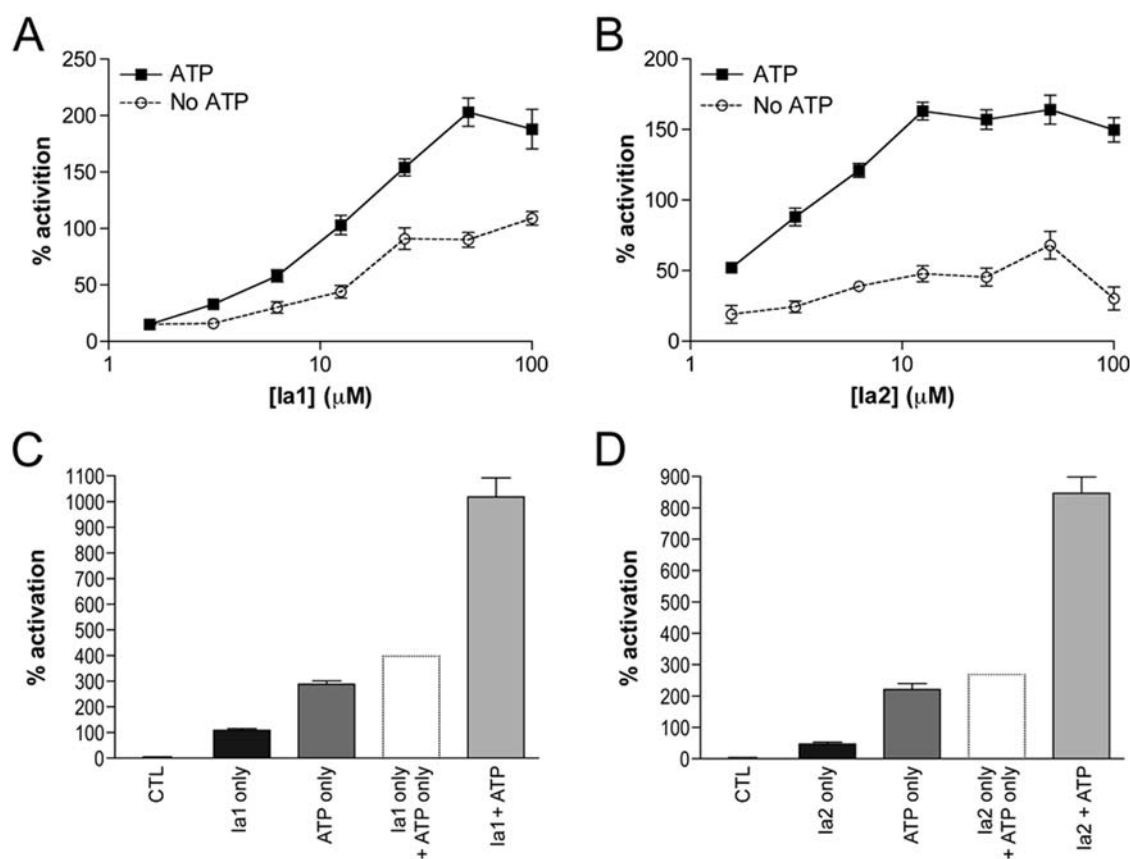 A
250
200
150
100
50
0
% activition
ATP
No ATP
1
10
100
[Ia1] (μM)
B
200
150
100
50
0
% activation
ATP
No ATP
1
10
100
[Ia2] (μM)
C
1100
1000
900
800
700
600
500
400
300
200
100
0
% activation
CTL
Ia1 only
ATP only
Ia1 only
+ ATP only
Ia1+ ATP
D
900
800
700
600
500
400
300
200
100
0
% activation
CTL
Ia2 only
ATP only
Ia2 only
+ ATP only
Ia2 + ATP